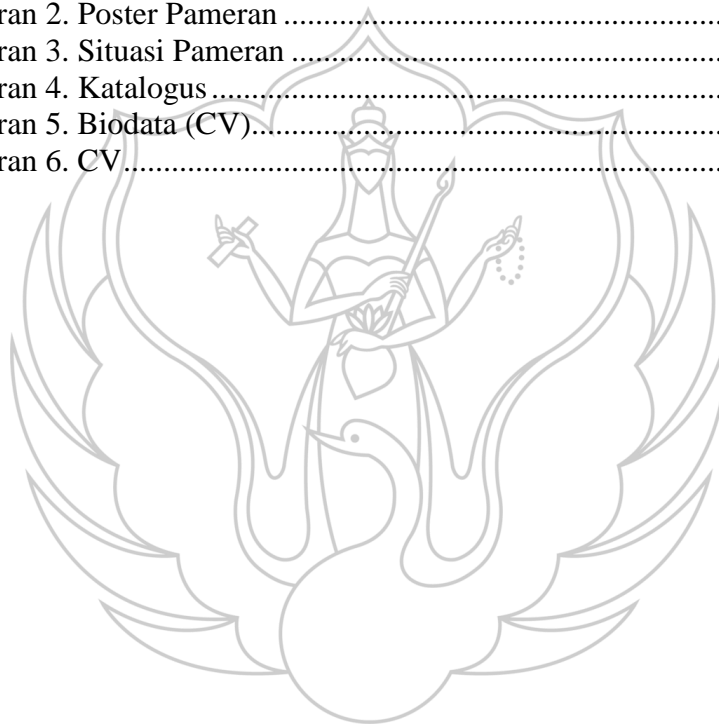 ran 2. Poster Pameran ......................................................
ran 3. Situasi Pameran .....................................................
ran 4. Katalogus ................................................................
ran 5. Biodata (CV) ..........................................................
ran 6. CV ..........................................................................